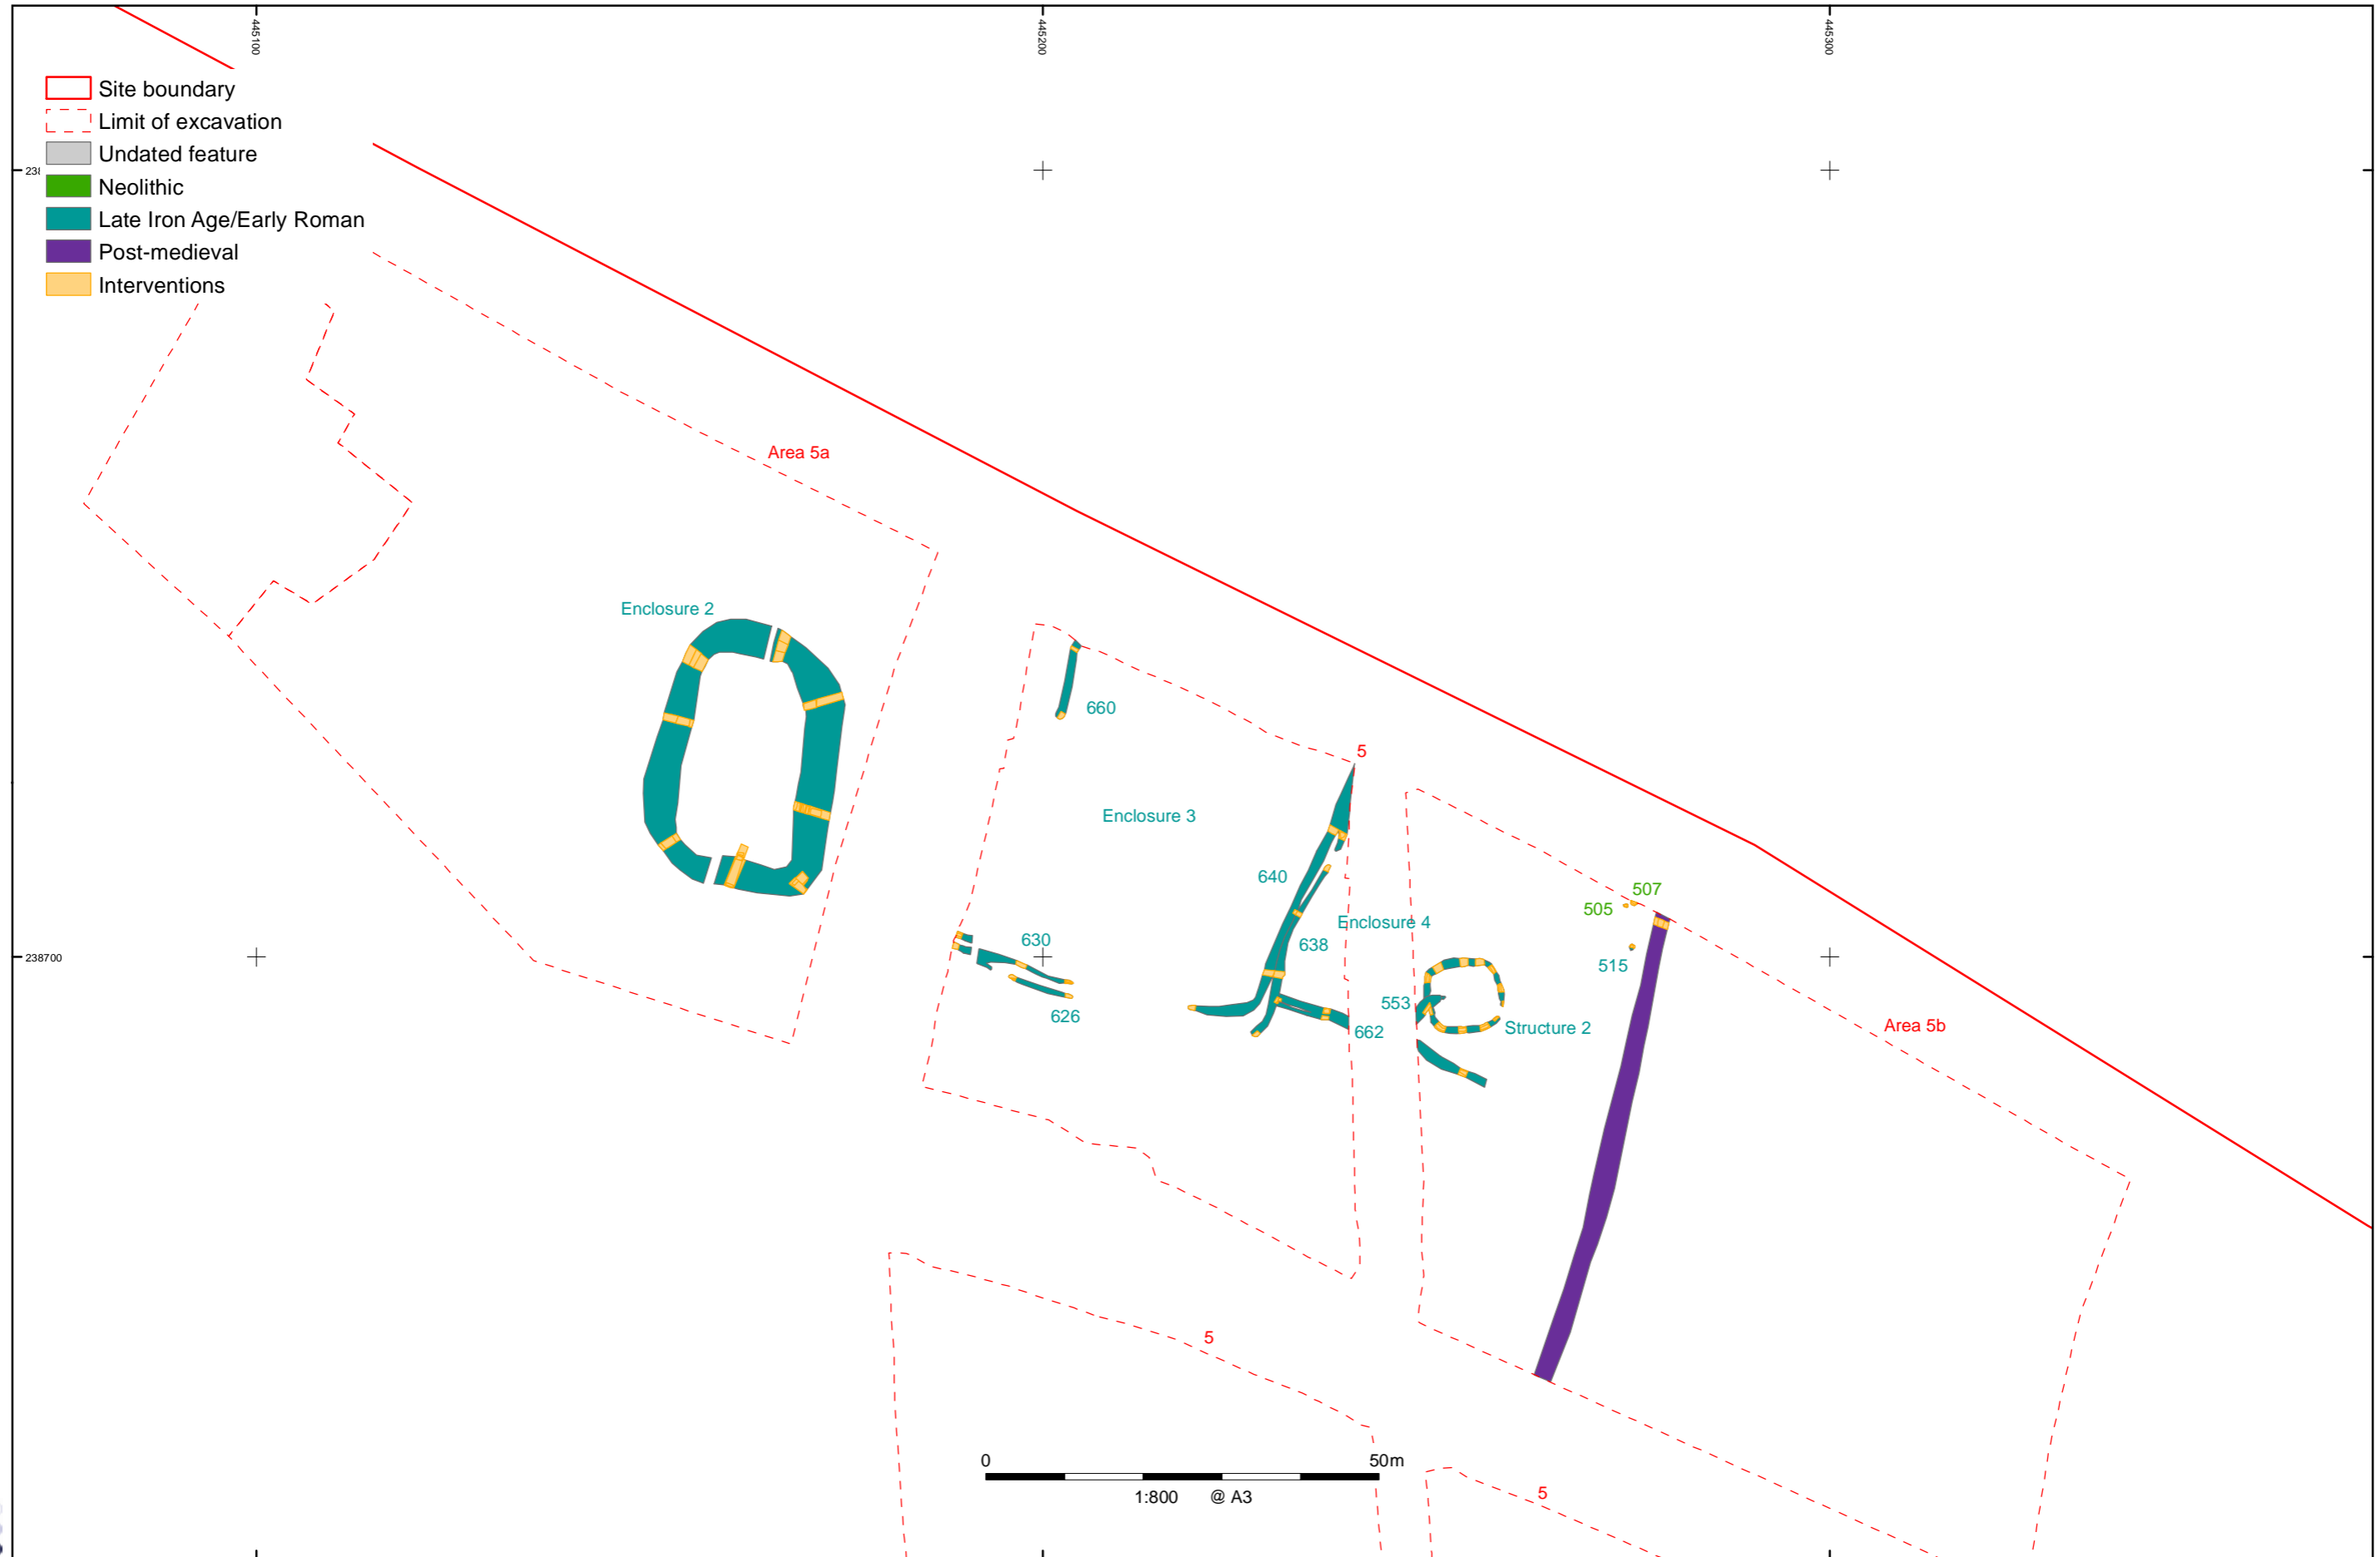 445100
445200
445300
Site boundary
Limit of excavation
Undated feature
Neolithic
Late Iron Age/Early Roman
Post-medieval
Interventions
Area 5a
Enclosure 2
660
5
Enclosure 3
640
507
505
Enclosure 4
630
638
238700
515
553
626
662
Structure 2
Area 5b
5
0 50m
1:800 @ A3
5